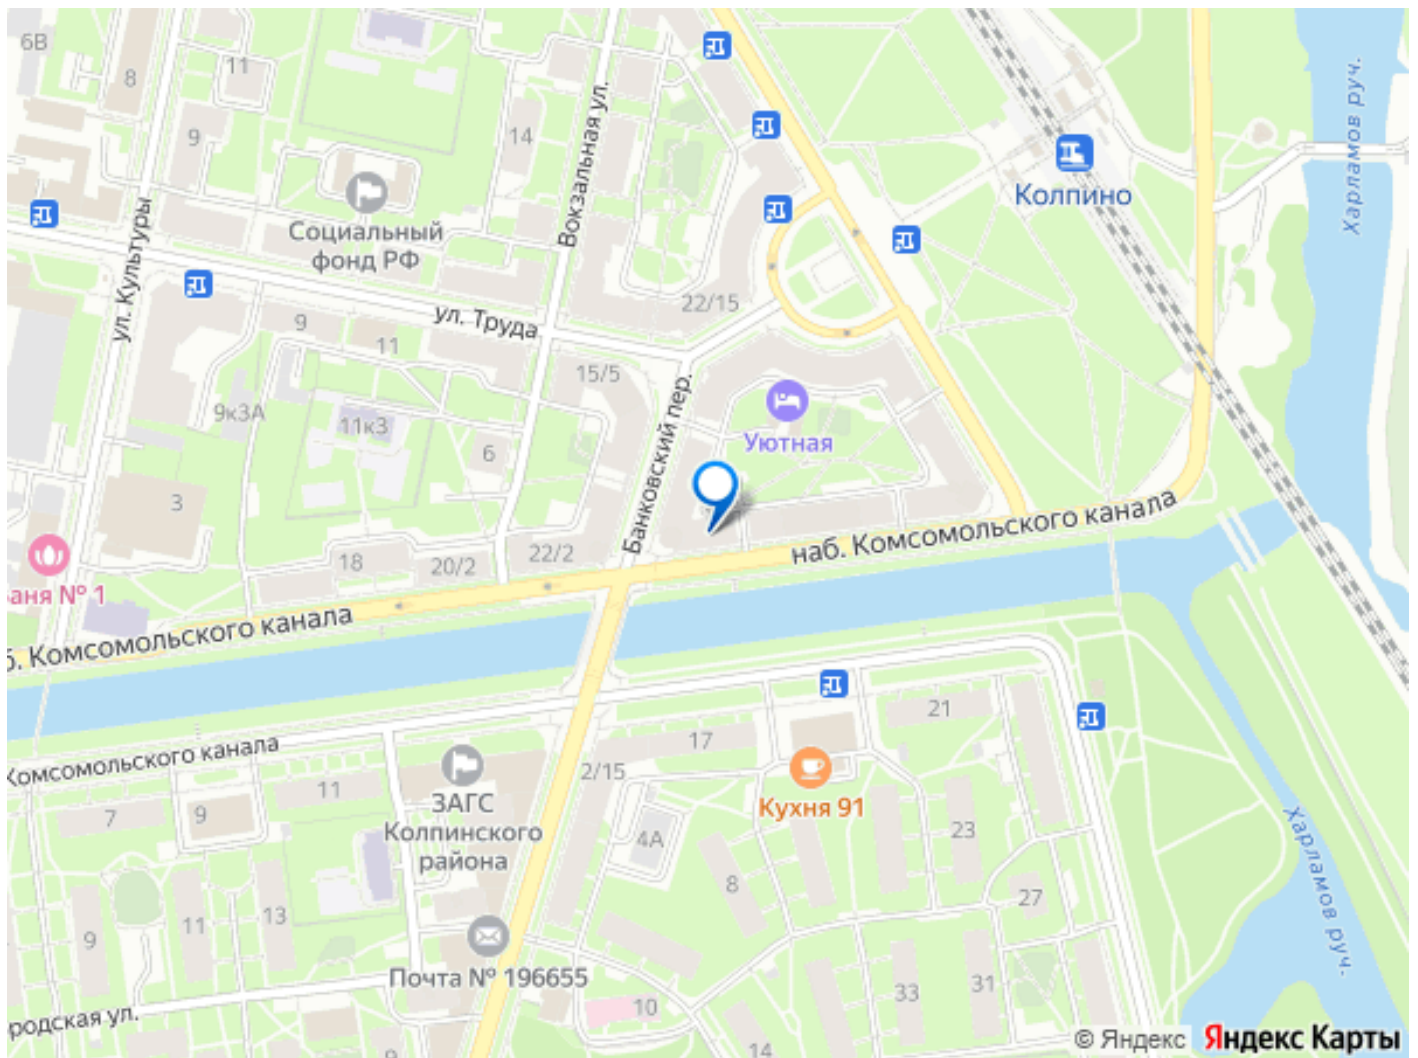 6В
8
11
9
14
Вокзальная ул.
Харламов руч.
Колпино
ул. Культуры
Социальный
фонд РФ
22/15
ул. Труда
9
11
15/5
9к3А
11к3
6
Банковский пер.
Уютная
3
18
20/2
22/2
наб. Комсомольского канала
аня № 1
б. Комсомольского канала
Комсомольского канала
7
9
11
ЗАГС
Колпинского
района
2/15
17
21
4А
Кухня 91
23
8
27
9
11
13
Почта № 196655
10
33
31
14
9
родская ул.
Харламов руч.
© Яндекс Яндекс Карты